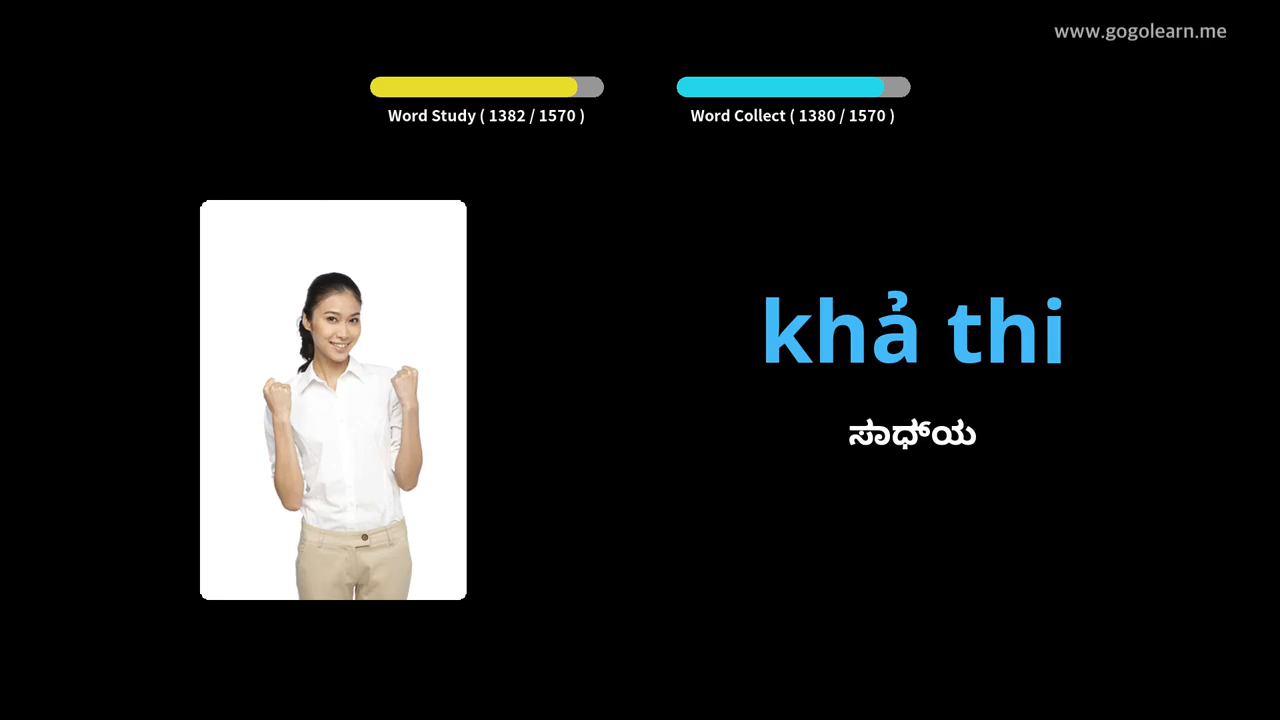 www.gogolearn.me
Word Study ( 1382 / 1570 )
Word Collect ( 1380 / 1570 )
khả thi
ಸಾಧ್ಯ